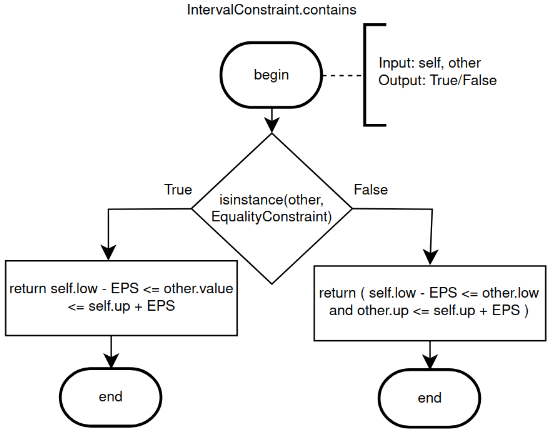 IntervalConstraint.contains
begin
Input: self, other
Output: True/False
True
False
isinstance(other,
EqualityConstraint)
return self.low - EPS <= other.value
<= self.up + EPS
return ( self.low - EPS <= other.low
and other.up <= self.up + EPS )
end
end